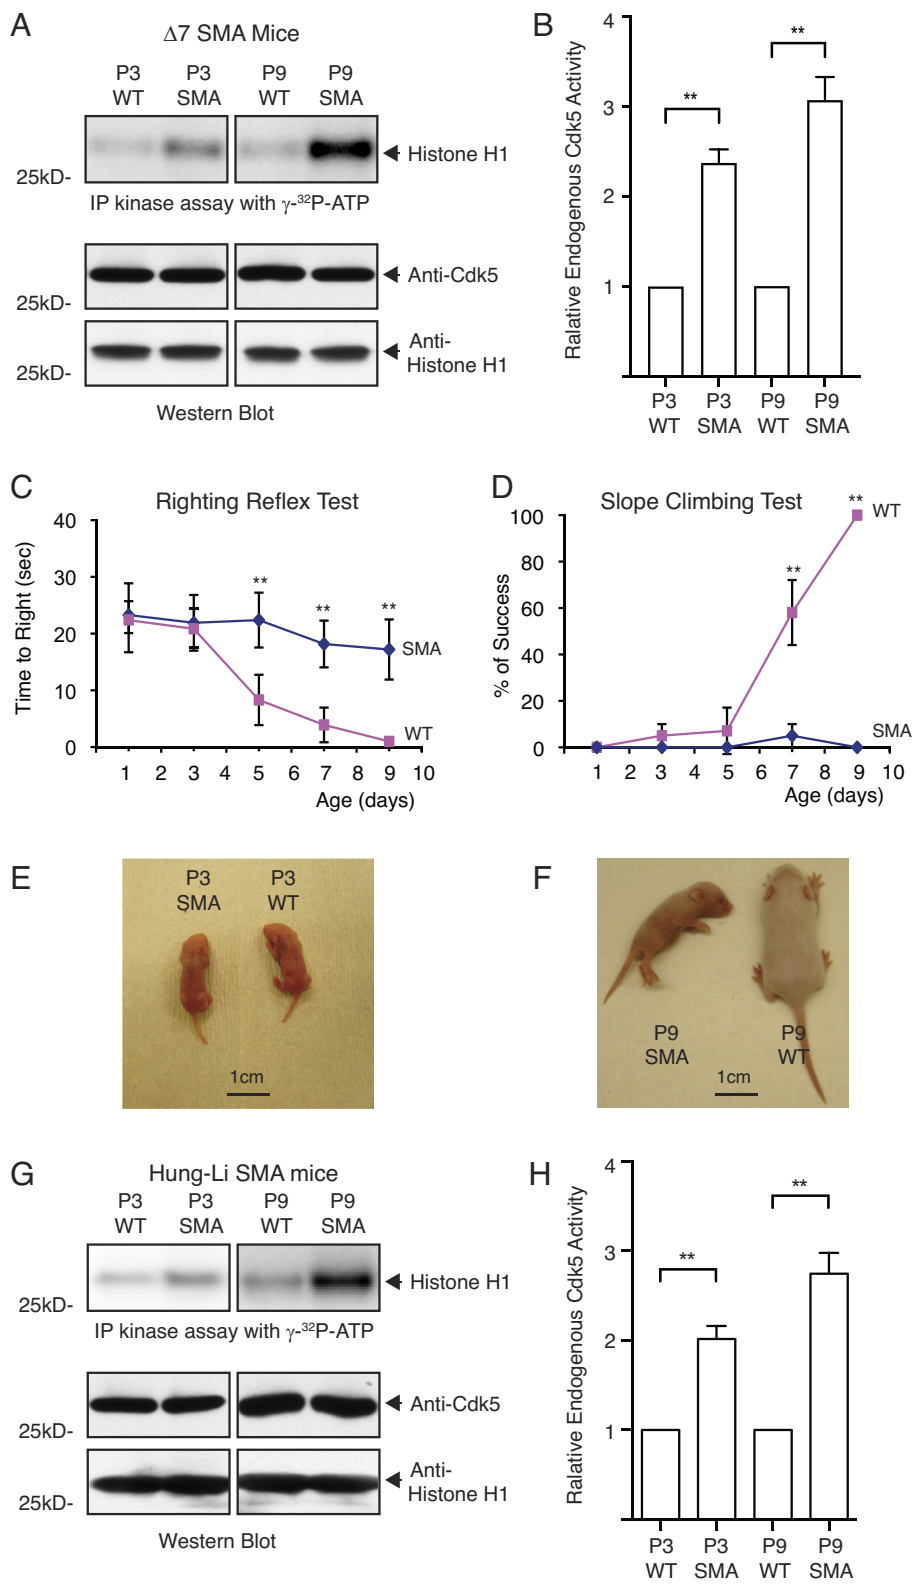 A
Δ7 SMA Mice
P3 P3 P9 P9
WT SMA WT SMA
Histone H1
25kD-
IP kinase assay with γ-³²P-ATP
Anti-Cdk5
25kD-
Anti-
Histone H1
25kD-
Western Blot
B
Ralative Endogenous Cdk5 Activity
4
3
2
1
**
**
P3 P3 P9 P9
WT SMA WT SMA
C
Righting Reflex Test
Time to Right (sec)
40
30
20
10
0
** ** **
SMA
WT
1 2 3 4 5 6 7 8 9 10
Age (days)
D
Slope Climbing Test
% of Success
100
80
60
40
20
0
**
**
WT
SMA
1 2 3 4 5 6 7 8 9 10
Age (days)
E
P3 P3
SMA WT
1cm
F
P9 P9
SMA WT
1cm
G
Hung-Li SMA mice
P3 P3 P9 P9
WT SMA WT SMA
Histone H1
25kD-
IP kinase assay with γ-³²P-ATP
Anti-Cdk5
25kD-
Anti-
Histone H1
25kD-
Western Blot
H
Ralative Endogenous Cdk5 Activity
4
3
2
1
**
**
P3 P3 P9 P9
WT SMA WT SMA